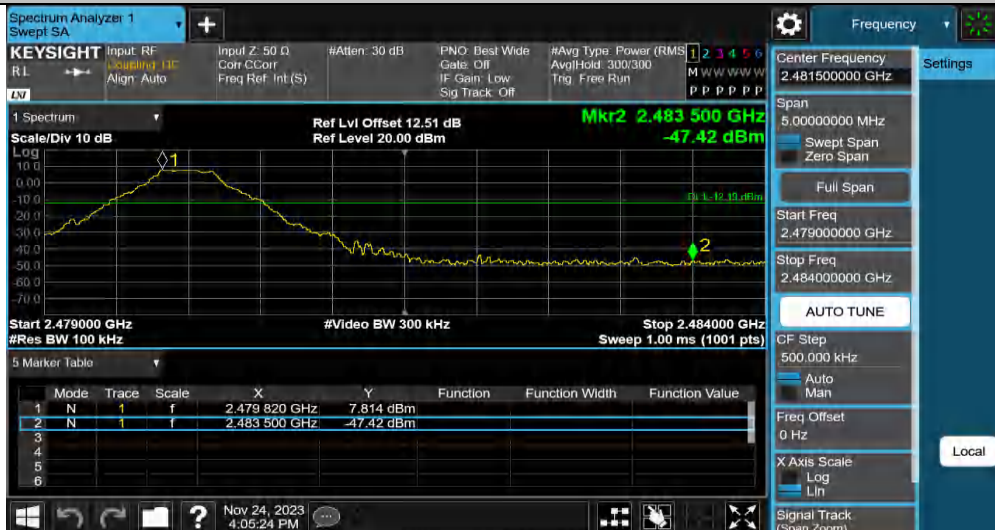 Spectrum Analyzer 1
Swept SA
+
Frequency
KEYSIGHT
RL
LXI
Input: RF
Coupling: DC
Align: Auto
Input Z: 50 Ω
Corr CCorr
Freq Ref: Int (S)
#Atten: 30 dB
PNO: Best Wide
Gate: Off
IF Gain: Low
Sig Track: Off
#Avg Type: Power (RMS
Avg|Hold: 300/300
Trig: Free Run
1 2 3 4 5 6
M W W W W W
P P P P P P
Center Frequency
2.481500000 GHz
Settings
Span
5.00000000 MHz
Swept Span
Zero Span
Full Span
Start Freq
2.479000000 GHz
Stop Freq
2.484000000 GHz
AUTO TUNE
CF Step
500.000 kHz
Auto
Man
Freq Offset
0 Hz
X Axis Scale
Log
Lin
Signal Track
(Span Zoom)
Local
1 Spectrum
Scale/Div 10 dB
Ref Lvl Offset 12.51 dB
Ref Level 20.00 dBm
Mkr2 2.483 500 GHz
-47.42 dBm
Log
10.0
0.00
-10.0
-20.0
-30.0
-40.0
-50.0
-60.0
-70.0
1
2
DL1 -12.19 dBm
Start 2.479000 GHz
#Res BW 100 kHz
#Video BW 300 kHz
Stop 2.484000 GHz
Sweep 1.00 ms (1001 pts)
5 Marker Table
Mode Trace Scale X Y Function Function Width Function Value
1 N 1 f 2.479 820 GHz 7.814 dBm
2 N 1 f 2.483 500 GHz -47.42 dBm
3
4
5
6
?
Nov 24, 2023
4:05:24 PM